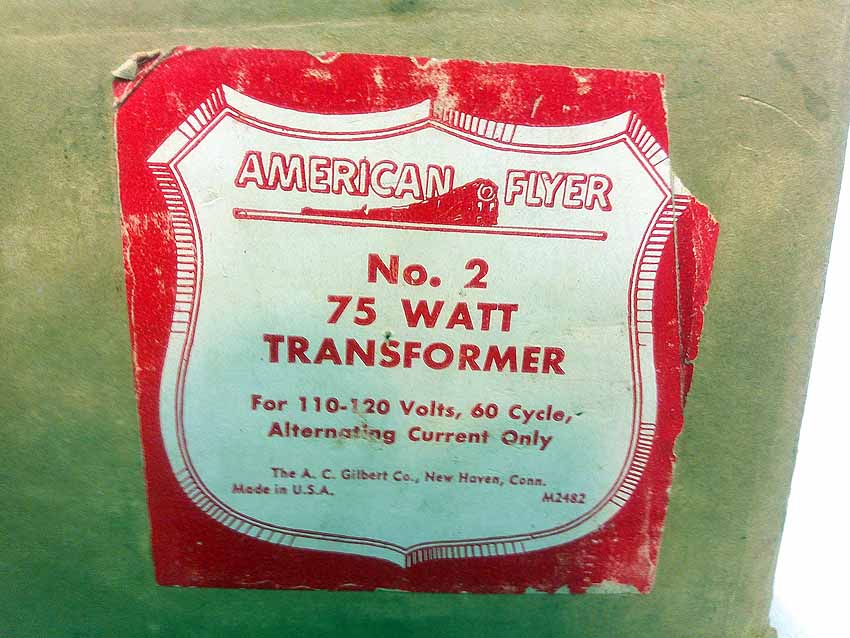 AMERICAN FLYER
No. 2
75 WATT
TRANSFORMER
For 110-120 Volts, 60 Cycle,
Alternating Current Only
The A. C. Gilbert Co., New Haven, Conn.
Made in U.S.A. M2482